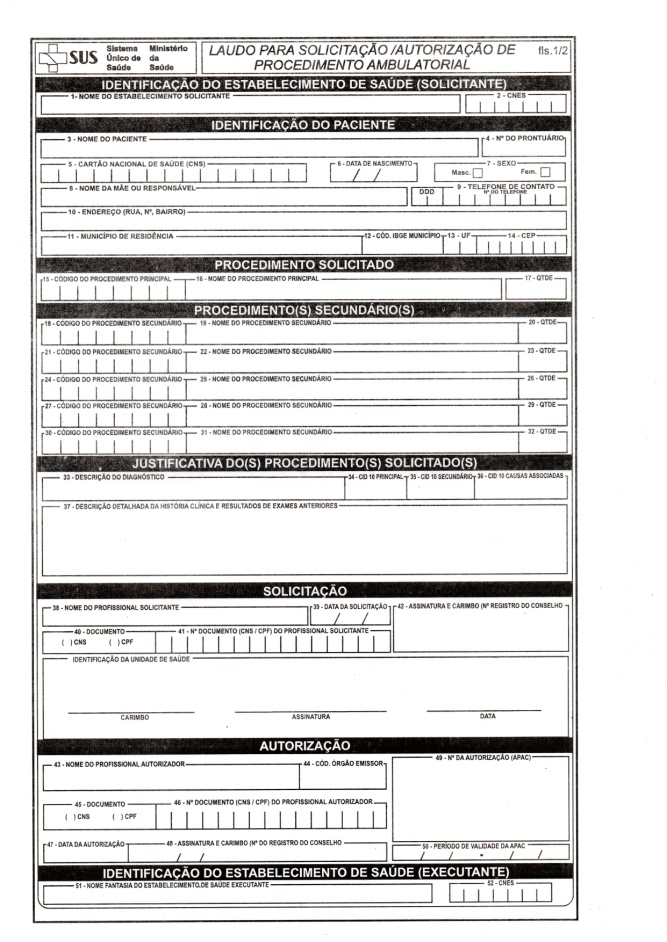 SUS Sistema Único de Saúde Ministério da Saúde
LAUDO PARA SOLICITAÇÃO /AUTORIZAÇÃO DE PROCEDIMENTO AMBULATORIAL
fls.1/2
IDENTIFICAÇÃO DO ESTABELECIMENTO DE SAÚDE (SOLICITANTE)
1- NOME DO ESTABELECIMENTO SOLICITANTE
2 - CNES
IDENTIFICAÇÃO DO PACIENTE
3 - NOME DO PACIENTE
4 - Nº DO PRONTUÁRIO
5 - CARTÃO NACIONAL DE SAÚDE (CNS)
6 - DATA DE NASCIMENTO
/ /
7 - SEXO
Masc. Fem.
8 - NOME DA MÃE OU RESPONSÁVEL
DDD
9 - TELEFONE DE CONTATO
Nº DO TELEFONE
10 - ENDEREÇO (RUA, Nº, BAIRRO)
11 - MUNICÍPIO DE RESIDÊNCIA
12 - CÓD. IBGE MUNICÍPIO
13 - UF
14 - CEP
PROCEDIMENTO SOLICITADO
15 - CÓDIGO DO PROCEDIMENTO PRINCIPAL
16 - NOME DO PROCEDIMENTO PRINCIPAL
17 - QTDE
PROCEDIMENTO(S) SECUNDÁRIO(S)
18 - CÓDIGO DO PROCEDIMENTO SECUNDÁRIO
19 - NOME DO PROCEDIMENTO SECUNDÁRIO
20 - QTDE
21 - CÓDIGO DO PROCEDIMENTO SECUNDÁRIO
22 - NOME DO PROCEDIMENTO SECUNDÁRIO
23 - QTDE
24 - CÓDIGO DO PROCEDIMENTO SECUNDÁRIO
25 - NOME DO PROCEDIMENTO SECUNDÁRIO
26 - QTDE
27 - CÓDIGO DO PROCEDIMENTO SECUNDÁRIO
28 - NOME DO PROCEDIMENTO SECUNDÁRIO
29 - QTDE
30 - CÓDIGO DO PROCEDIMENTO SECUNDÁRIO
31 - NOME DO PROCEDIMENTO SECUNDÁRIO
32 - QTDE
JUSTIFICATIVA DO(S) PROCEDIMENTO(S) SOLICITADO(S)
33 - DESCRIÇÃO DO DIAGNÓSTICO
34 - CID 10 PRINCIPAL
35 - CID 10 SECUNDÁRIO
36 - CID 10 CAUSAS ASSOCIADAS
37 - DESCRIÇÃO DETALHADA DA HISTÓRIA CLÍNICA E RESULTADOS DE EXAMES ANTERIORES
SOLICITAÇÃO
38 - NOME DO PROFISSIONAL SOLICITANTE
39 - DATA DA SOLICITAÇÃO
/ /
42 - ASSINATURA E CARIMBO (Nº REGISTRO DO CONSELHO
40 - DOCUMENTO
( ) CNS ( ) CPF
41 - Nº DOCUMENTO (CNS / CPF) DO PROFISSIONAL SOLICITANTE
IDENTIFICAÇÃO DA UNIDADE DE SAÚDE
CARIMBO
ASSINATURA
DATA
AUTORIZAÇÃO
43 - NOME DO PROFISSIONAL AUTORIZADOR
44 - CÓD. ÓRGÃO EMISSOR
49 - Nº DA AUTORIZAÇÃO (APAC)
45 - DOCUMENTO
( ) CNS ( ) CPF
46 - Nº DOCUMENTO (CNS / CPF) DO PROFISSIONAL AUTORIZADOR
47 - DATA DA AUTORIZAÇÃO
48 - ASSINATURA E CARIMBO (Nº DO REGISTRO DO CONSELHO
/ /
50 - PERÍODO DE VALIDADE DA APAC
/ / - / /
IDENTIFICAÇÃO DO ESTABELECIMENTO DE SAÚDE (EXECUTANTE)
51 - NOME FANTASIA DO ESTABELECIMENTO DE SAÚDE EXECUTANTE
52 - CNES